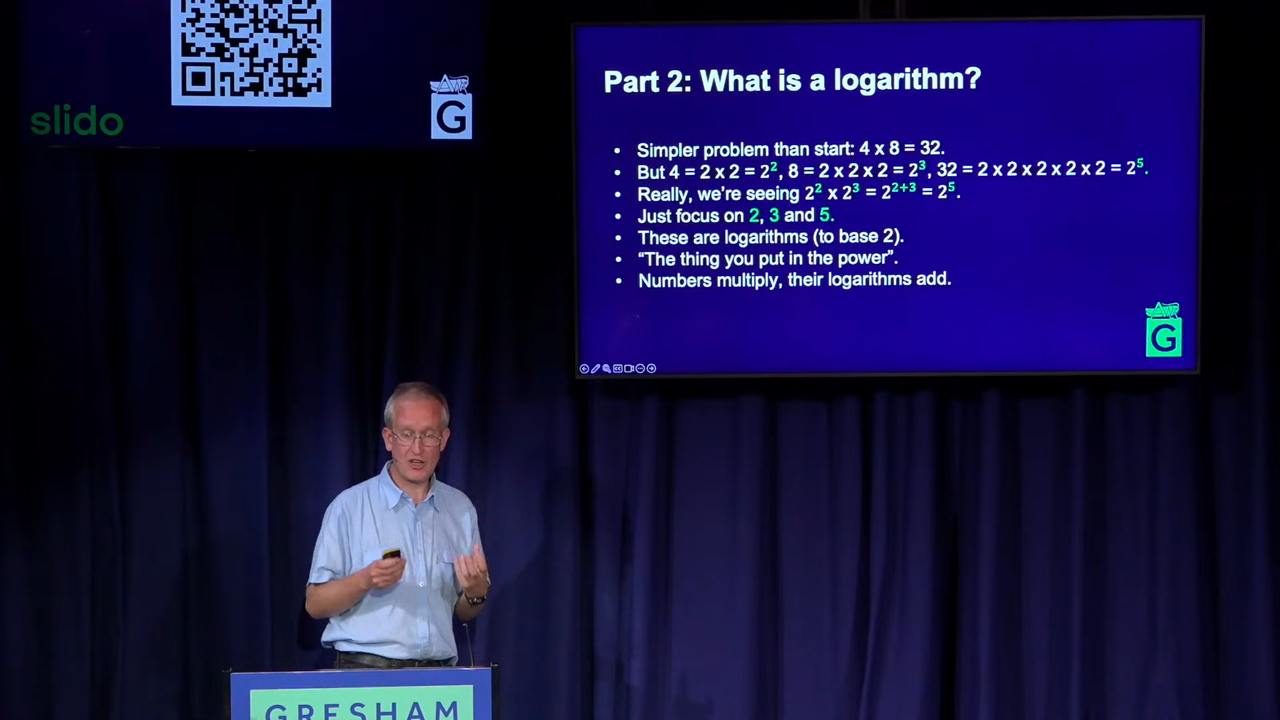 slido
G
Part 2: What is a logarithm?
• Simpler problem than start: 4 x 8 = 32.
• But 4 = 2 x 2 = 2², 8 = 2 x 2 x 2 = 2³, 32 = 2 x 2 x 2 x 2 x 2 = 2⁵.
• Really, we're seeing 2² x 2³ = 2²⁺³ = 2⁵.
• Just focus on 2, 3 and 5.
• These are logarithms (to base 2).
• “The thing you put in the power”.
• Numbers multiply, their logarithms add.
G
GRESHAM